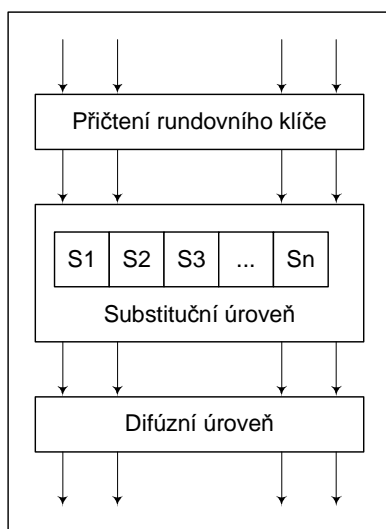 Přičtení rundovního klíče
S1 S2 S3 ... Sn
Substituční úroveň
Difúzní úroveň